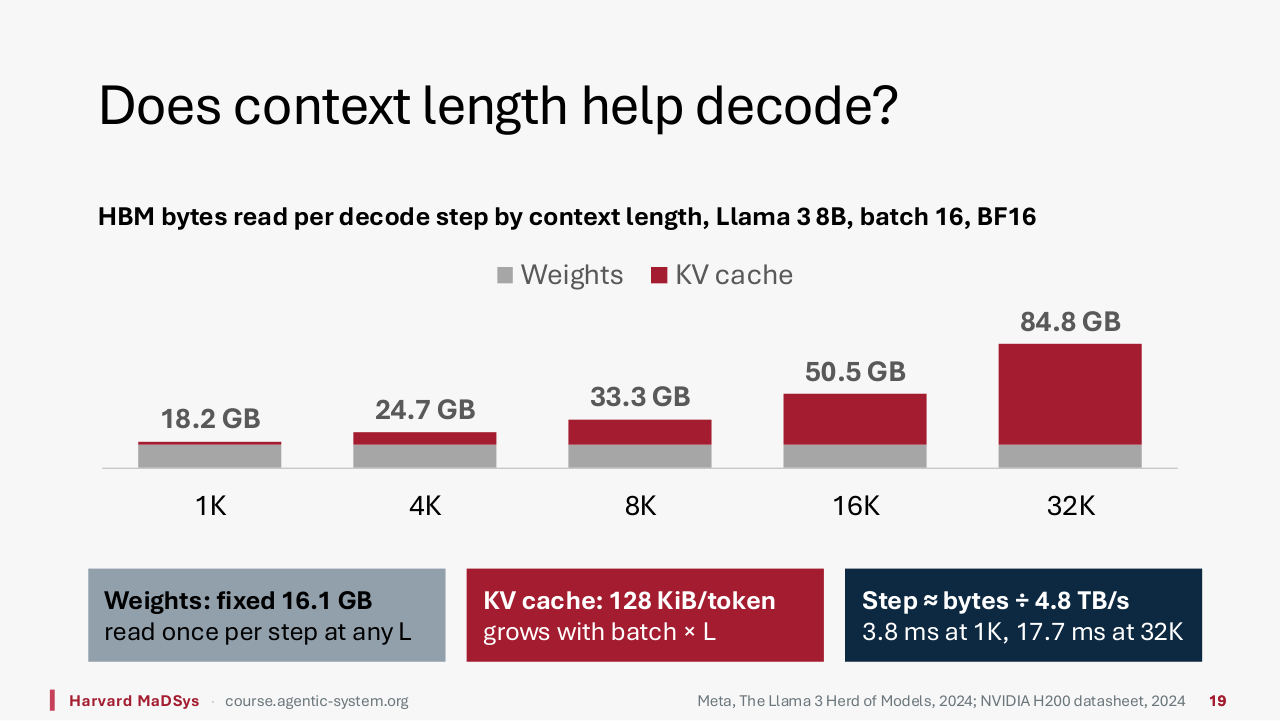 Does context length help decode?
HBM bytes read per decode step by context length, Llama 3 8B, batch 16, BF16
Weights KV cache
18.2 GB 24.7 GB 33.3 GB 50.5 GB 84.8 GB
1K 4K 8K 16K 32K
Weights: fixed 16.1 GB
read once per step at any L
KV cache: 128 KiB/token
grows with batch × L
Step ≈ bytes ÷ 4.8 TB/s
3.8 ms at 1K, 17.7 ms at 32K
Harvard MaDSys · course.agentic-system.org
Meta, The Llama 3 Herd of Models, 2024; NVIDIA H200 datasheet, 2024 19